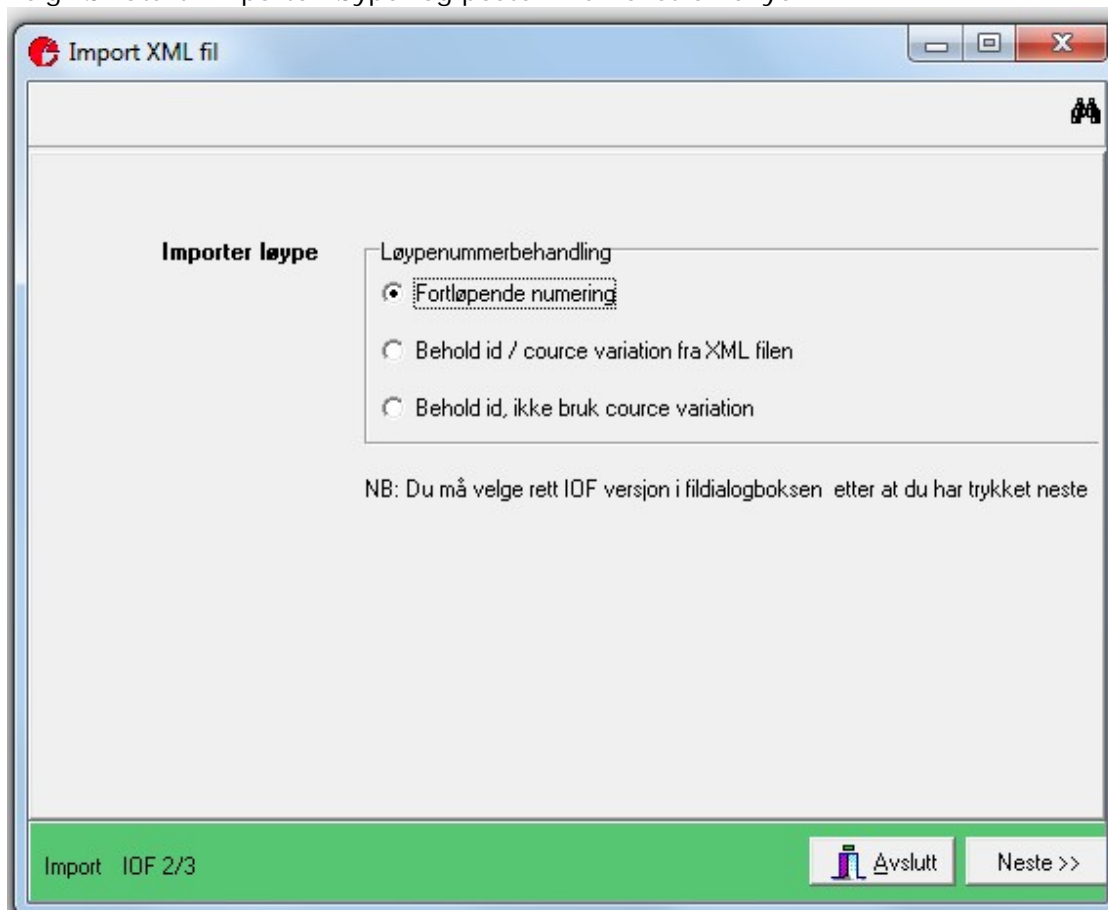 Import XML fil
Importer løype
Løypenummerbehandling
Fortløpende numering
Behold id / cource variation fra XML filen
Behold id, ikke bruk cource variation
NB: Du må velge rett IOF versjon i fildialogboksen etter at du har trykket neste
Import IOF 2/3
Avslutt
Neste >>